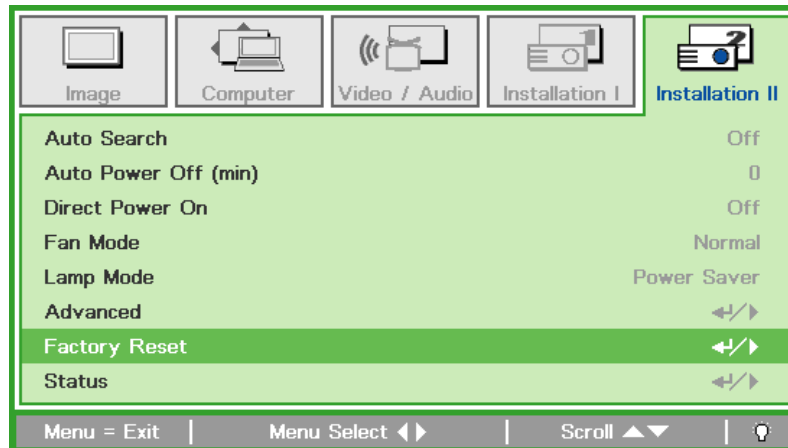 Image Computer Video / Audio Installation I Installation II
Auto Search Off
Auto Power Off (min) 0
Direct Power On Off
Fan Mode Normal
Lamp Mode Power Saver
Advanced
Factory Reset
Status
Menu = Exit Menu Select Scroll